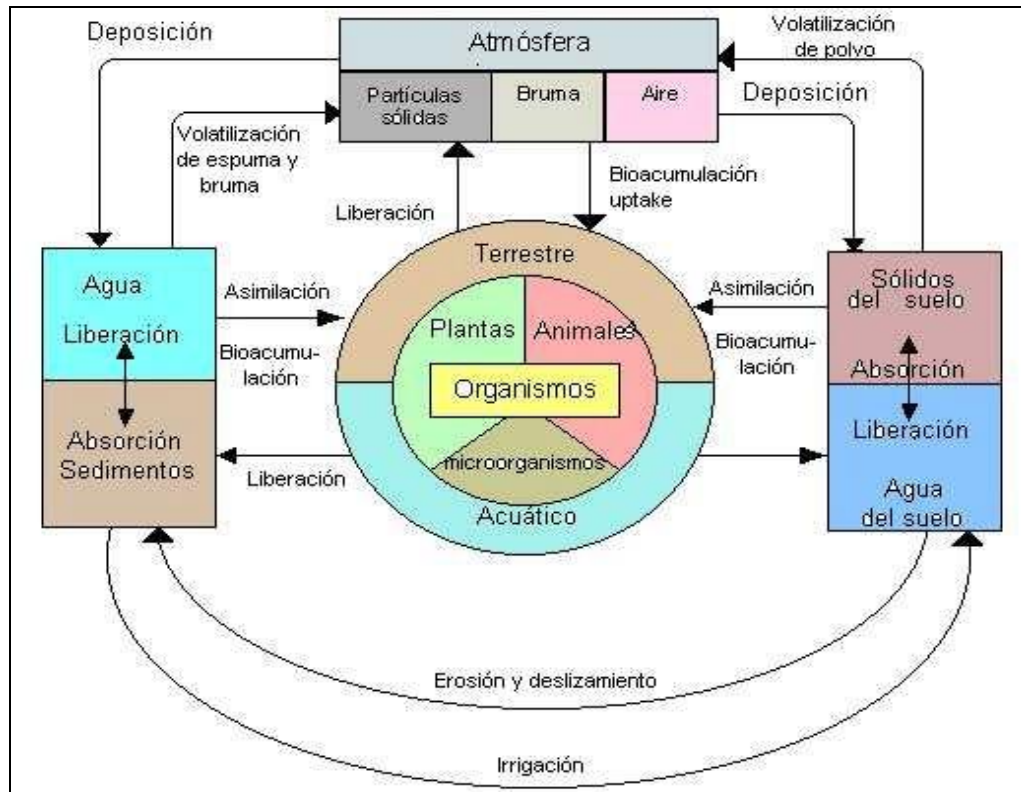 Deposición
Atmósfera
Volatilización
de polvo
Partículas
sólidas
Bruma
Aire
Deposición
Volatilización
de espuma y
bruma
Liberación
Bioacumulación
uptake
Agua
Liberación
Asimilación
Bioacumu-
lación
Absorción
Sedimentos
Liberación
Terrestre
Plantas
Animales
Organismos
microorganismos
Acuático
Asimilación
Bioacumu-
lación
Sólidos
del suelo
Absorción
Liberación
Agua
del suelo
Erosión y deslizamiento
Irrigación